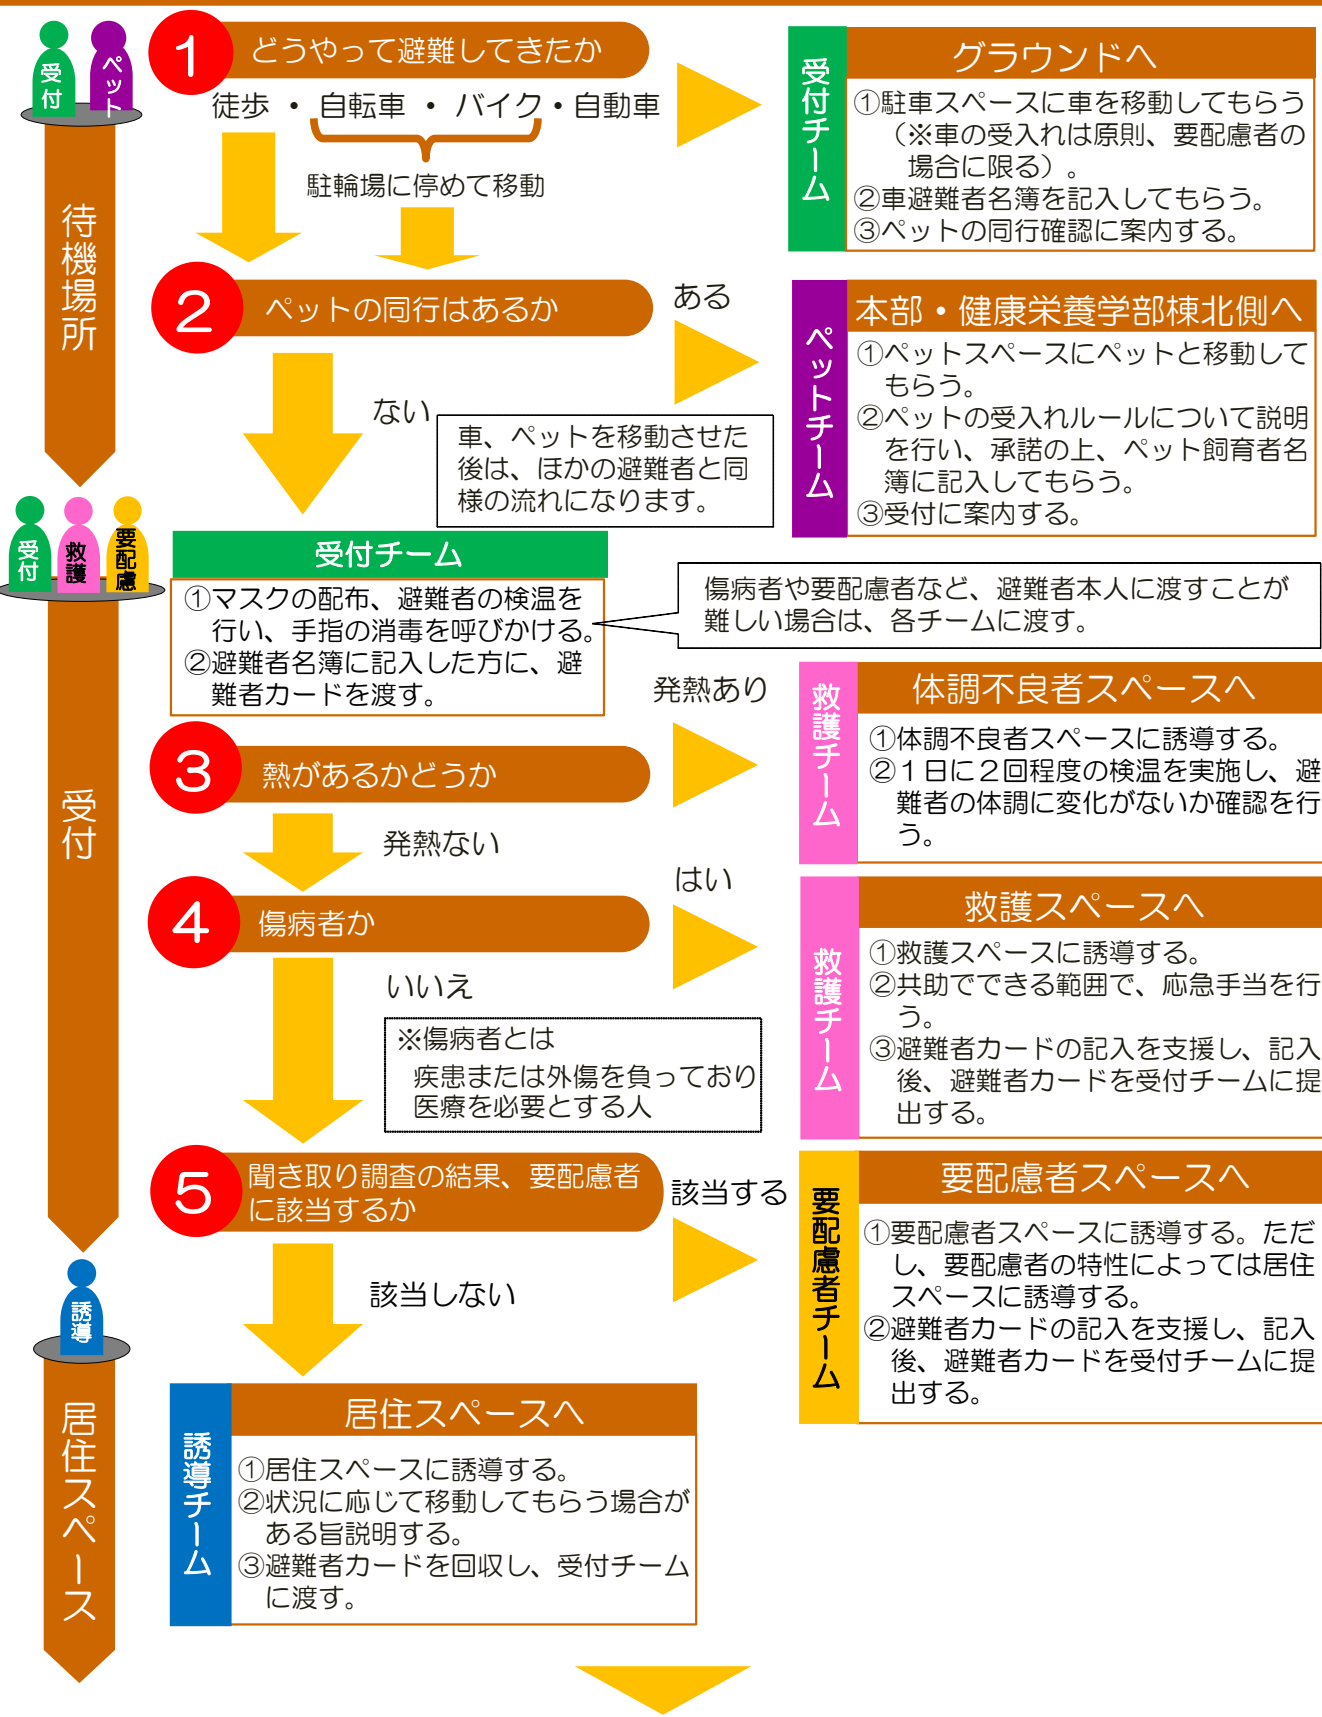 受付
ペット
1
どうやって避難してきたか
徒歩 ・ 自転車 ・ バイク・自動車
駐輪場に停めて移動
受付チーム
グラウンドへ
①駐車スペースに車を移動してもらう
（※車の受入れは原則、要配慮者の
場合に限る）。
②車避難者名簿を記入してもらう。
③ペットの同行確認に案内する。
待機場所
2
ペットの同行はあるか
ある
ない
ペットチーム
本部・健康栄養学部棟北側へ
①ペットスペースにペットと移動して
もらう。
②ペットの受入れルールについて説明
を行い、承諾の上、ペット飼育者名
簿に記入してもらう。
③受付に案内する。
車、ペットを移動させた
後は、ほかの避難者と同
様の流れになります。
受付
救護
要配慮
受付チーム
①マスクの配布、避難者の検温を
行い、手指の消毒を呼びかける。
②避難者名簿に記入した方に、避
難者カードを渡す。
傷病者や要配慮者など、避難者本人に渡すことが
難しい場合は、各チームに渡す。
受付
3
熱があるかどうか
発熱あり
発熱ない
救護チーム
体調不良者スペースへ
①体調不良者スペースに誘導する。
②１日に２回程度の検温を実施し、避
難者の体調に変化がないか確認を行
う。
4
傷病者か
はい
いいえ
※傷病者とは
疾患または外傷を負っており
医療を必要とする人
救護チーム
救護スペースへ
①救護スペースに誘導する。
②共助でできる範囲で、応急手当を行
う。
③避難者カードの記入を支援し、記入
後、避難者カードを受付チームに提
出する。
5
聞き取り調査の結果、要配慮者
に該当するか
該当する
該当しない
要配慮者チーム
要配慮者スペースへ
①要配慮者スペースに誘導する。ただ
し、要配慮者の特性によっては居住
スペースに誘導する。
②避難者カードの記入を支援し、記入
後、避難者カードを受付チームに提
出する。
誘導
居住スペース
誘導チーム
居住スペースへ
①居住スペースに誘導する。
②状況に応じて移動してもらう場合が
ある旨説明する。
③避難者カードを回収し、受付チーム
に渡す。